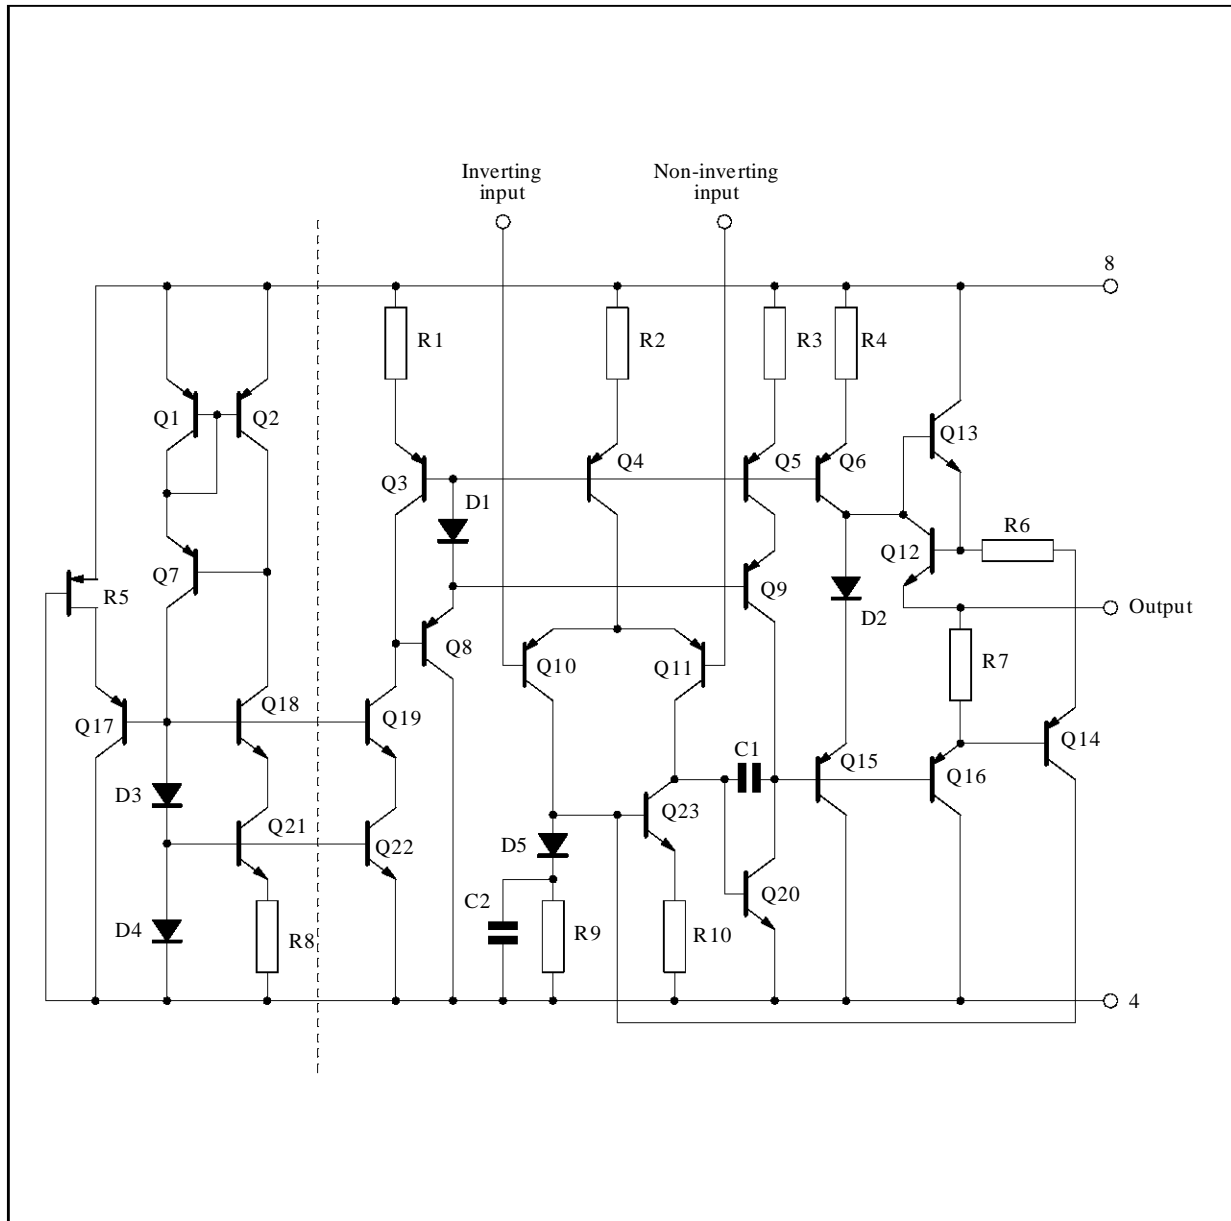 Inverting
input
Non-inverting
input
8
R1
R2
R3
R4
Q1
Q2
Q13
Q3
Q4
Q5
Q6
D1
R6
Q12
Q7
R5
Q9
D2
Output
Q8
Q10
Q11
R7
Q17
Q18
Q19
Q14
C1
Q15
Q16
D3
Q23
Q21
Q22
D5
C2
Q20
D4
R8
R9
R10
4